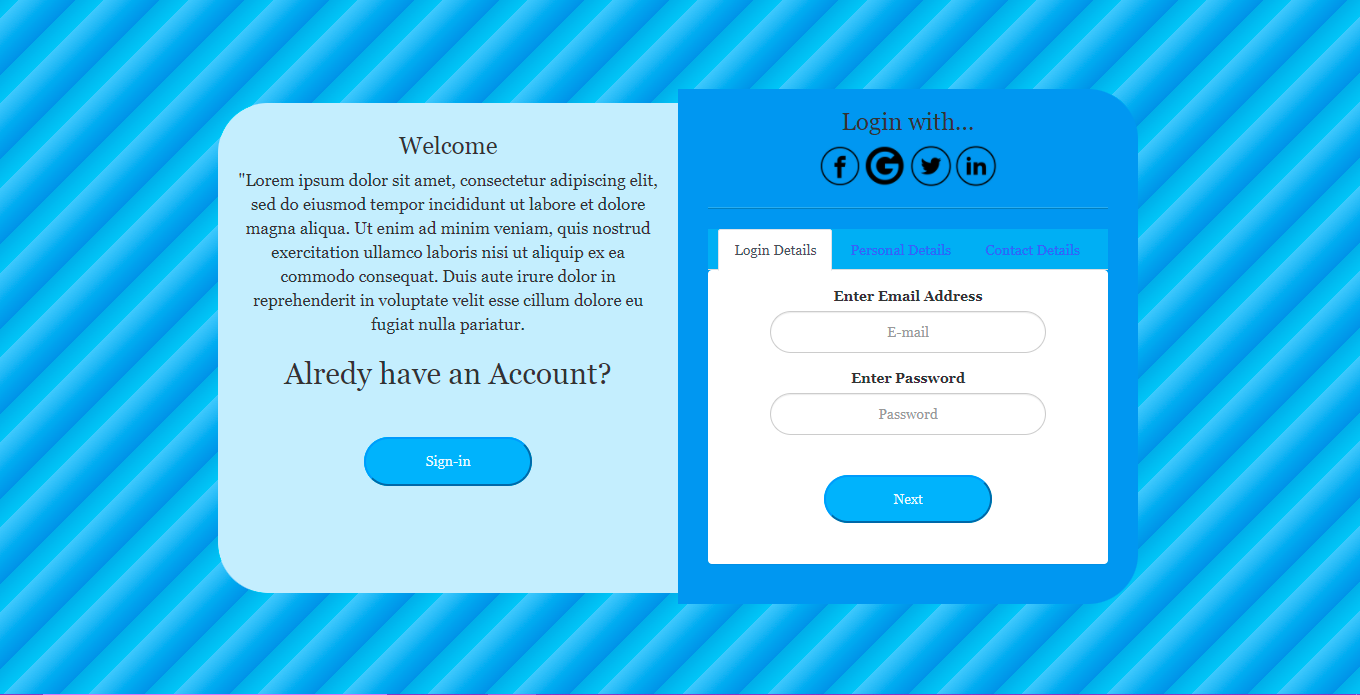 Welcome
"Lorem ipsum dolor sit amet, consectetur adipiscing elit,
sed do eiusmod tempor incididunt ut labore et dolore
magna aliqua. Ut enim ad minim veniam, quis nostrud
exercitation ullamco laboris nisi ut aliquip ex ea
commodo consequat. Duis aute irure dolor in
reprehenderit in voluptate velit esse cillum dolore eu
fugiat nulla pariatur.
Alredy have an Account?
Sign-in
Login with...
f G in
Login Details Personal Details Contact Details
Enter Email Address
E-mail
Enter Password
Password
Next